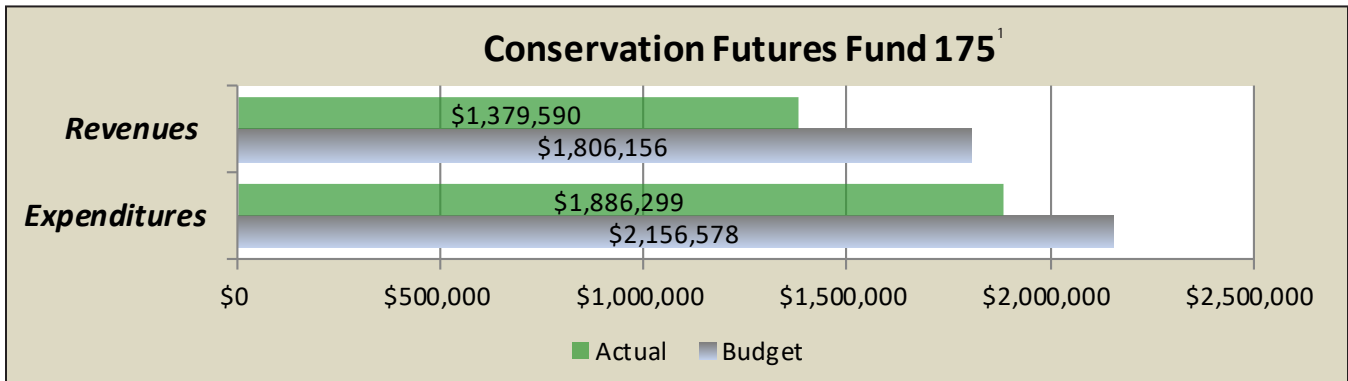 Conservation Futures Fund 175¹
Revenues
$1,379,590
$1,806,156
Expenditures
$1,886,299
$2,156,578
$0 $500,000 $1,000,000 $1,500,000 $2,000,000 $2,500,000
Actual Budget